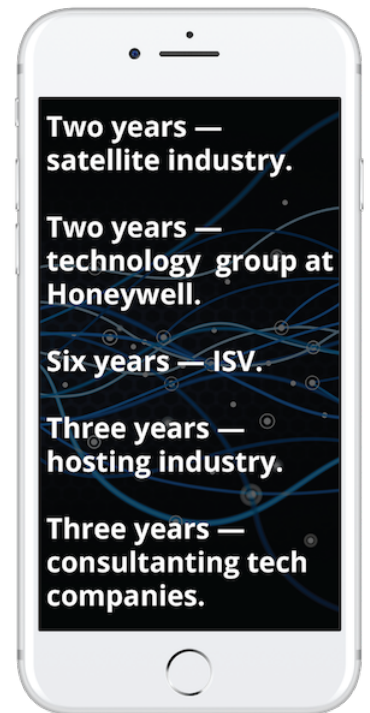 Two years —
satellite industry.
Two years —
technology  group at
Honeywell.
Six years — ISV.
Three years —
hosting industry.
Three years —
consultanting tech
companies.